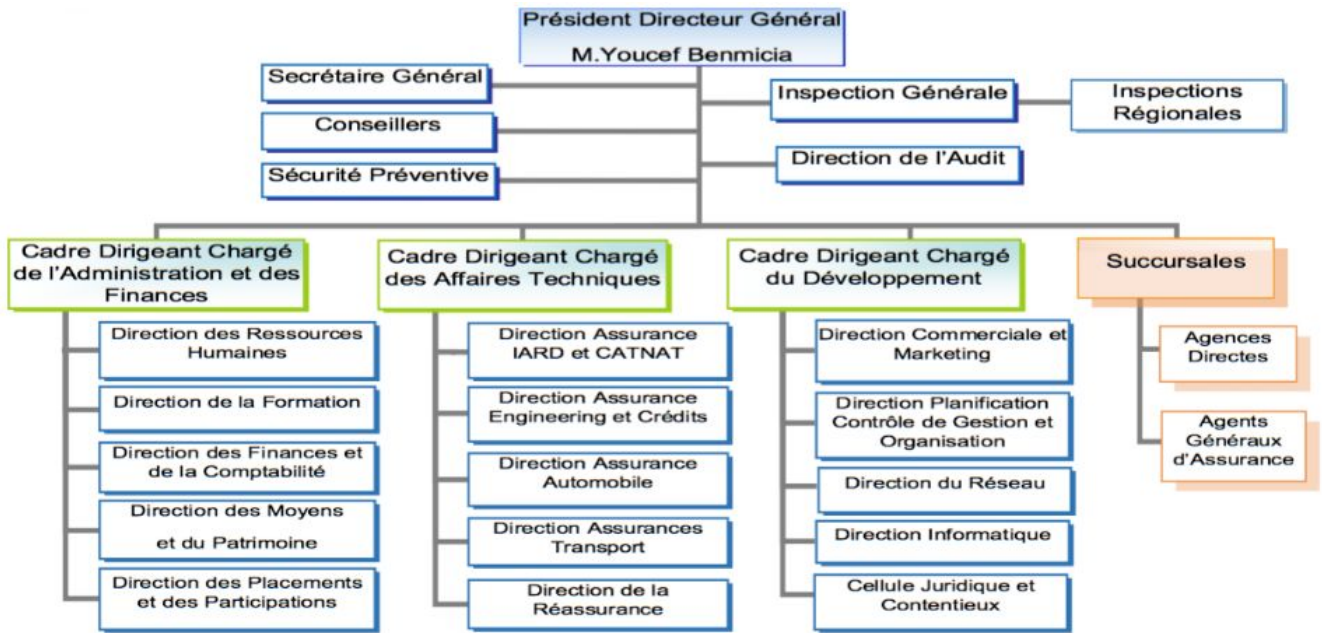 Président Directeur Général
M.Youcef Benmicia
Secrétaire Général
Conseillers
Sécurité Préventive
Inspection Générale
Inspections
Régionales
Direction de l'Audit
Cadre Dirigeant Chargé
de l'Administration et des
Finances
Direction des Ressources
Humaines
Direction de la Formation
Direction des Finances et
de la Comptabilité
Direction des Moyens
et du Patrimoine
Direction des Placements
et des Participations
Cadre Dirigeant Chargé
des Affaires Techniques
Direction Assurance
IARD et CATNAT
Direction Assurance
Engineering et Crédits
Direction Assurance
Automobile
Direction Assurances
Transport
Direction de la
Réassurance
Cadre Dirigeant Chargé
du Développement
Direction Commerciale et
Marketing
Direction Planification
Contrôle de Gestion et
Organisation
Direction du Réseau
Direction Informatique
Cellule Juridique et
Contentieux
Succursales
Agences
Directes
Agents
Généraux
d'Assurance